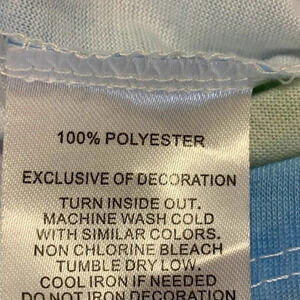 100% POLYESTER
EXCLUSIVE OF DECORATION
TURN INSIDE OUT.
MACHINE WASH COLD
WITH SIMILAR COLORS.
NON CHLORINE BLEACH
TUMBLE DRY LOW.
COOL IRON IF NEEDED
DO NOT IRON DECORATION